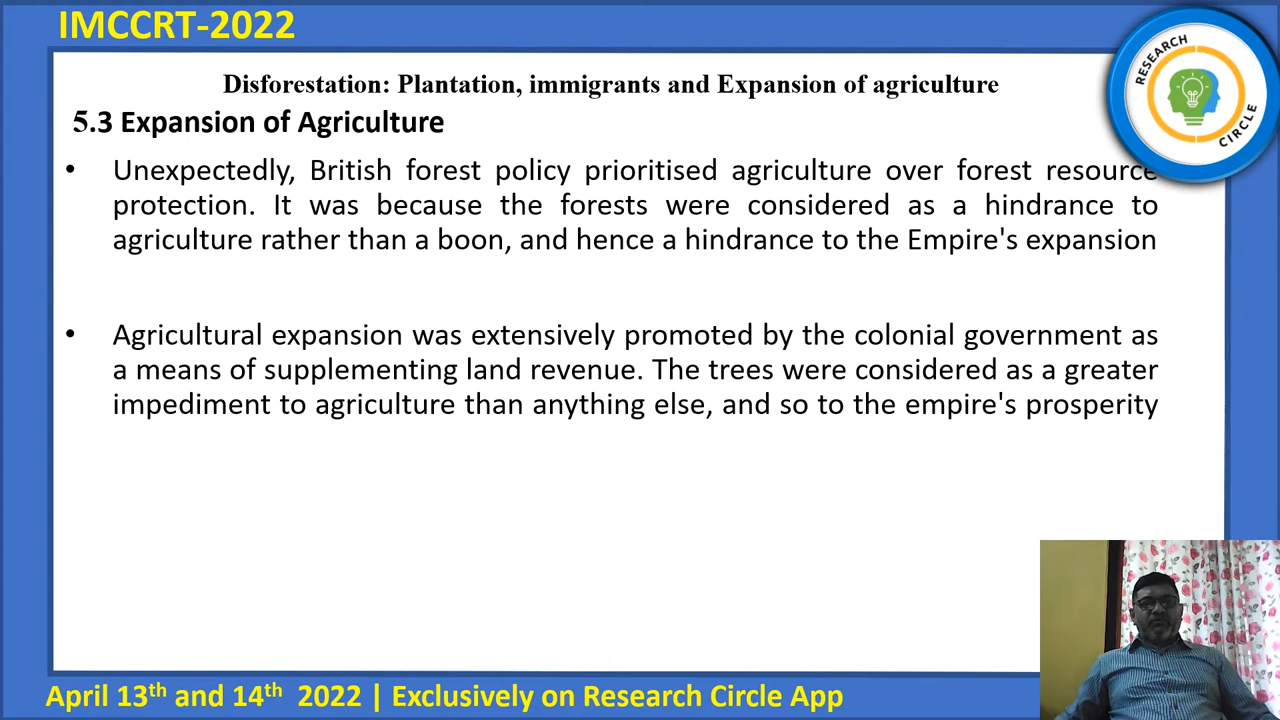 IMCCRT-2022
RESEARCH
CIRCLE
Disforestation: Plantation, immigrants and Expansion of agriculture
5.3 Expansion of Agriculture
• Unexpectedly, British forest policy prioritised agriculture over forest resource
protection. It was because the forests were considered as a hindrance to
agriculture rather than a boon, and hence a hindrance to the Empire's expansion
• Agricultural expansion was extensively promoted by the colonial government as
a means of supplementing land revenue. The trees were considered as a greater
impediment to agriculture than anything else, and so to the empire's prosperity
April 13th and 14th 2022 | Exclusively on Research Circle App